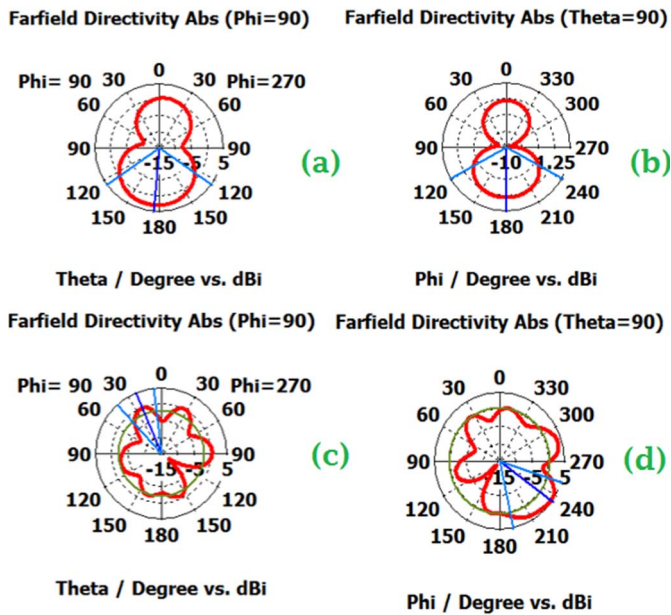 Farfield Directivity Abs (Phi=90)
Phi= 90 30 0 30 Phi=270
60 60
90 -15 -5 5 90
120 120
150 180 150
Theta / Degree vs. dBi
(a)
Farfield Directivity Abs (Theta=90)
30 0 330
60 300
90 -10 1.25 270
120 240
150 180 210
Phi / Degree vs. dBi
(b)
Farfield Directivity Abs (Phi=90)
Phi= 90 30 0 30 Phi=270
60 60
90 -15 -5 5 90
120 120
150 180 150
Theta / Degree vs. dBi
(c)
Farfield Directivity Abs (Theta=90)
30 0 330
60 300
90 -15 -5 5 270
120 240
150 180 210
Phi / Degree vs. dBi
(d)